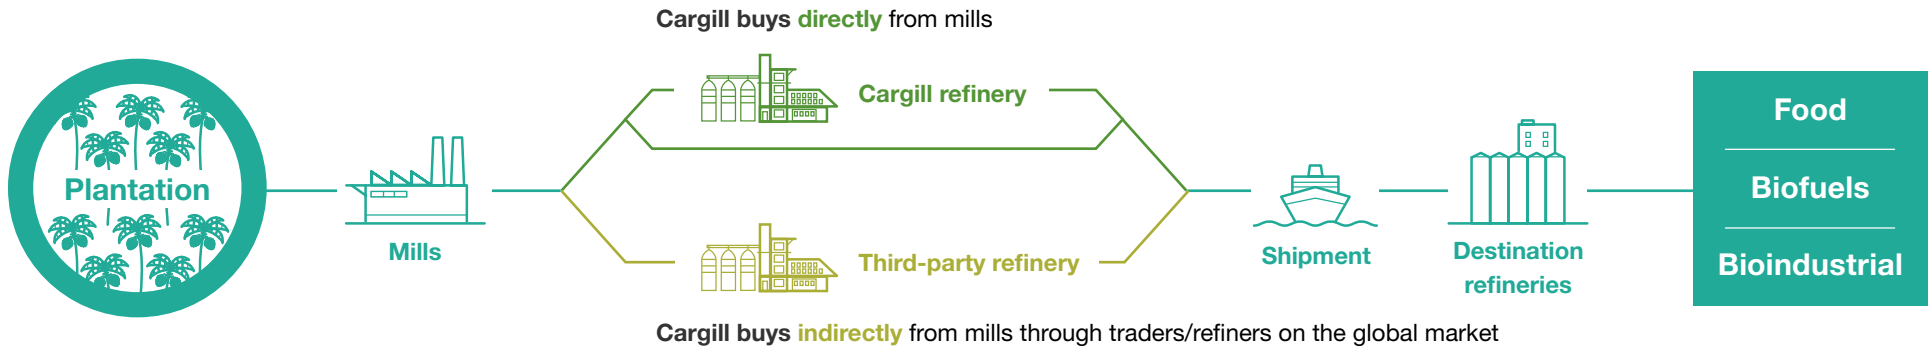 Cargill buys directly from mills
Plantation
Mills
Cargill refinery
Third-party refinery
Cargill buys indirectly from mills through traders/refiners on the global market
Shipment
Destination
refineries
Food
Biofuels
Bioindustrial